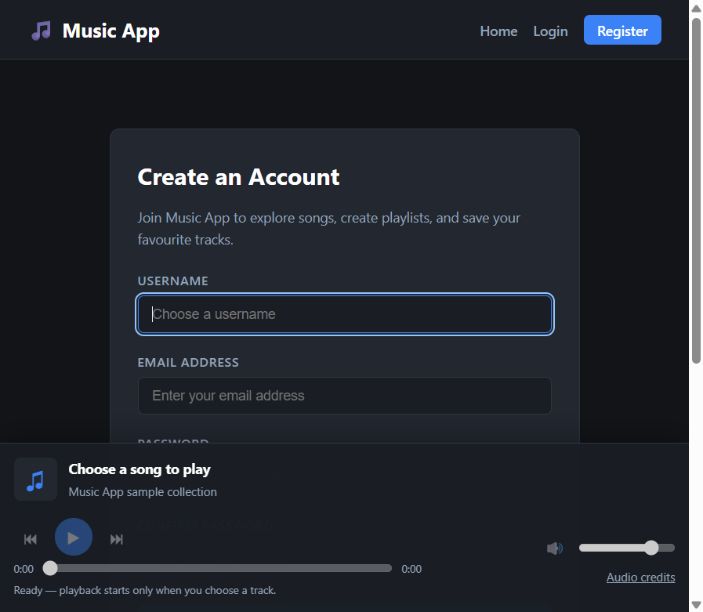 Music App
Home Login Register
Create an Account
Join Music App to explore songs, create playlists, and save your
favourite tracks.
USERNAME
Choose a username
EMAIL ADDRESS
Enter your email address
PASSWORD
Choose a song to play
Music App sample collection
0:00 0:00
Ready — playback starts only when you choose a track.
Audio credits